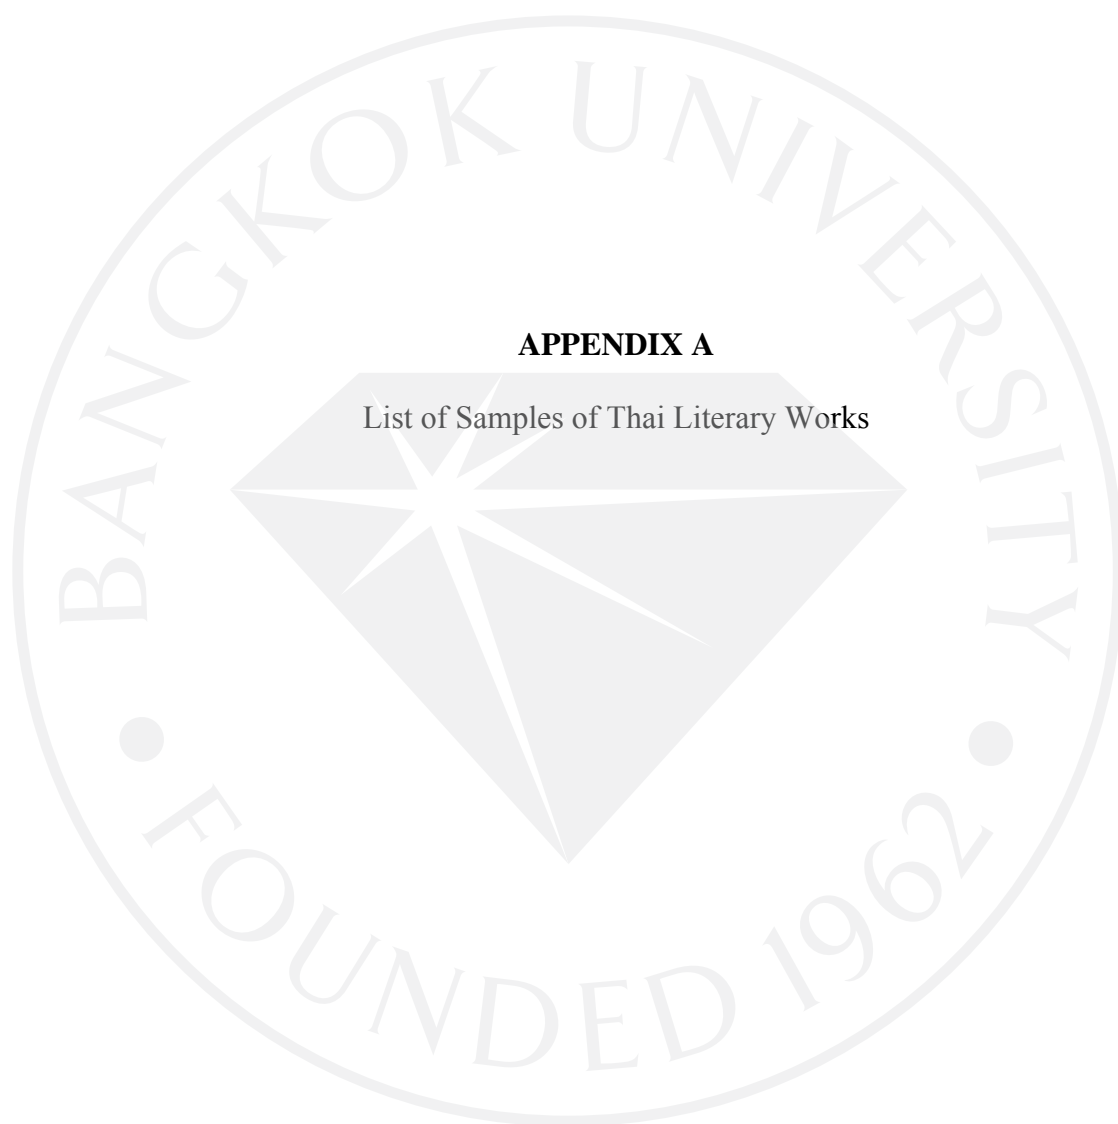 BANGKOK UNIVERSITY
APPENDIX A
List of Samples of Thai Literary Works
• FOUNDED 1962 •